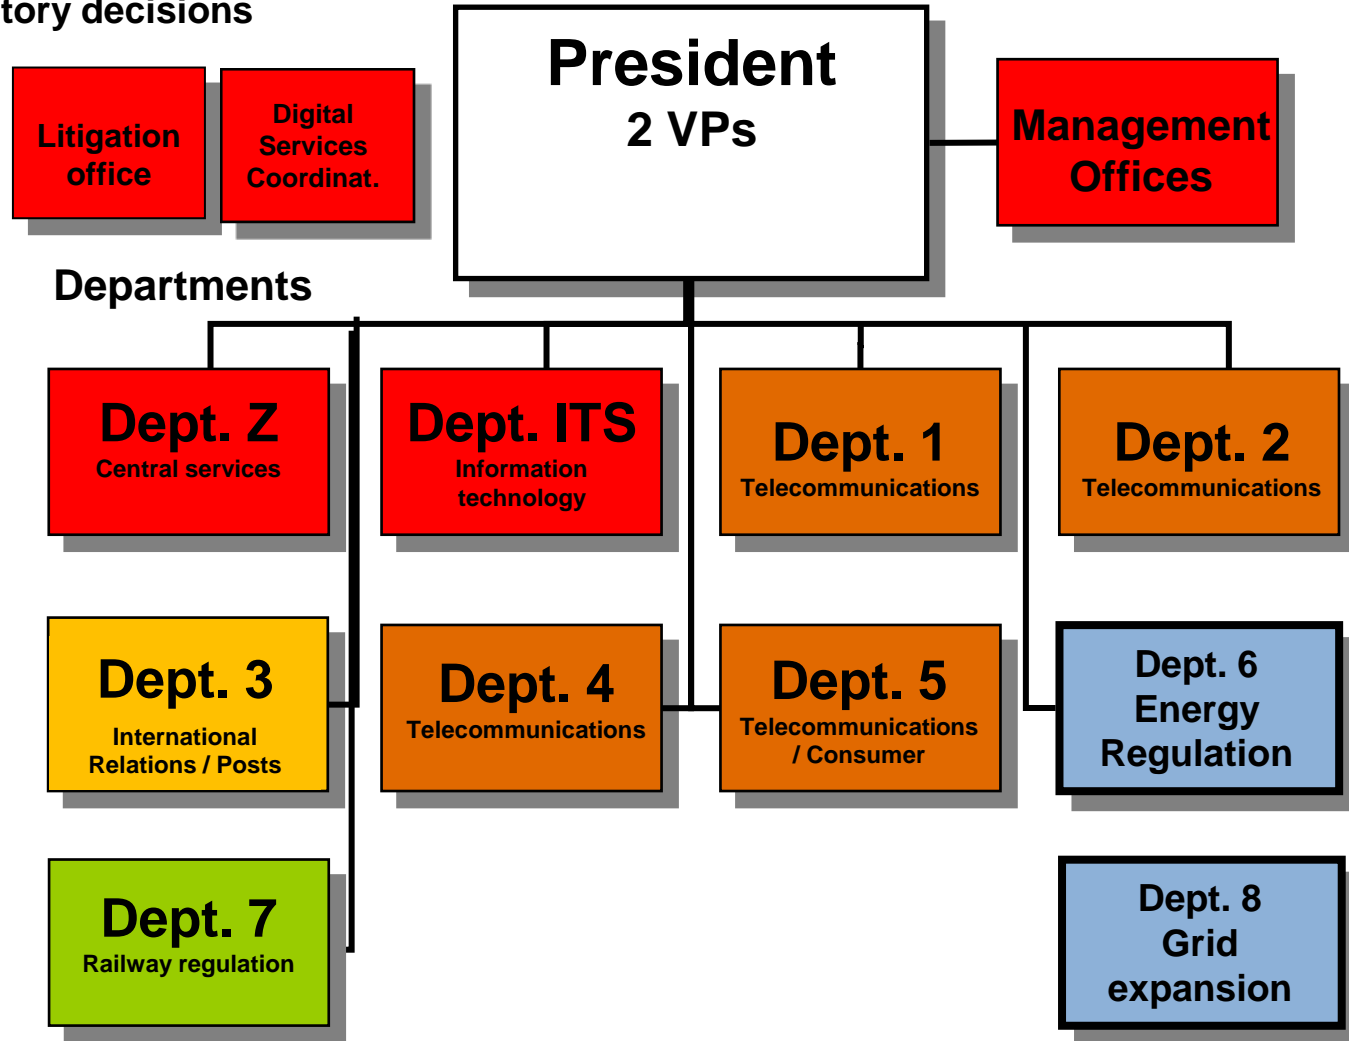 tory decisions
President
2 VPs
Litigation
office
Digital
Services
Coordinat.
Management
Offices
Departments
Dept. Z
Central services
Dept. ITS
Information
technology
Dept. 1
Telecommunications
Dept. 2
Telecommunications
Dept. 3
International
Relations / Posts
Dept. 4
Telecommunications
Dept. 5
Telecommunications
/ Consumer
Dept. 6
Energy
Regulation
Dept. 7
Railway regulation
Dept. 8
Grid
expansion